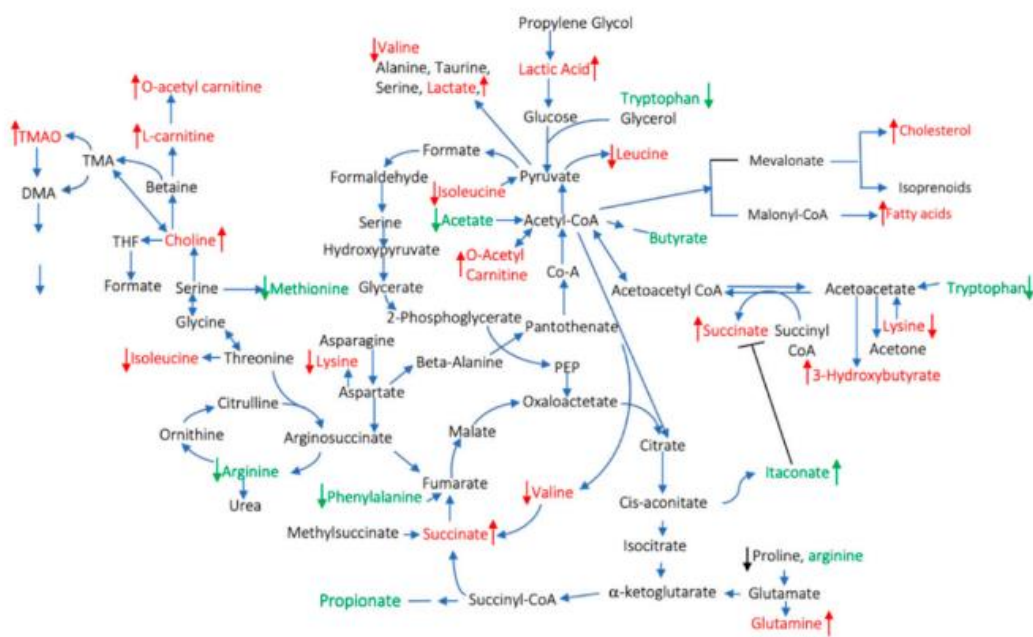 Propylene Glycol
Valine
Alanine, Taurine,
Serine, Lactate,
Lactic Acid
O-acetyl carnitine
Tryptophan
Glucose
Glycerol
TMAO
L-carnitine
Cholesterol
TMA
Formate
Leucine
Mevalonate
DMA
Betaine
Formaldehyde
Isoleucine
Pyruvate
Isoprenoids
Serine
Acetate
Acetyl-CoA
Malonyl-CoA
Fatty acids
THF
Choline
Hydroxypyruvate
O-Acetyl
Carnitine
Butyrate
Co-A
Formate
Serine
Methionine
Glycerate
Acetoacetyl CoA
Acetoacetate
Tryptophan
Glycine
2-Phosphoglycerate
Pantothenate
Succinate
Succinyl
CoA
Lysine
Acetone
Isoleucine
Threonine
Asparagine
Lysine
Beta-Alanine
PEP
3-Hydroxybutyrate
Aspartate
Citrulline
Oxaloactetate
Ornithine
Arginosuccinate
Malate
Citrate
Arginine
Fumarate
Itaconate
Urea
Phenylalanine
Valine
Cis-aconitate
Methylsuccinate
Succinate
Isocitrate
Proline, arginine
Propionate
Succinyl-CoA
α-ketoglutarate
Glutamate
Glutamine